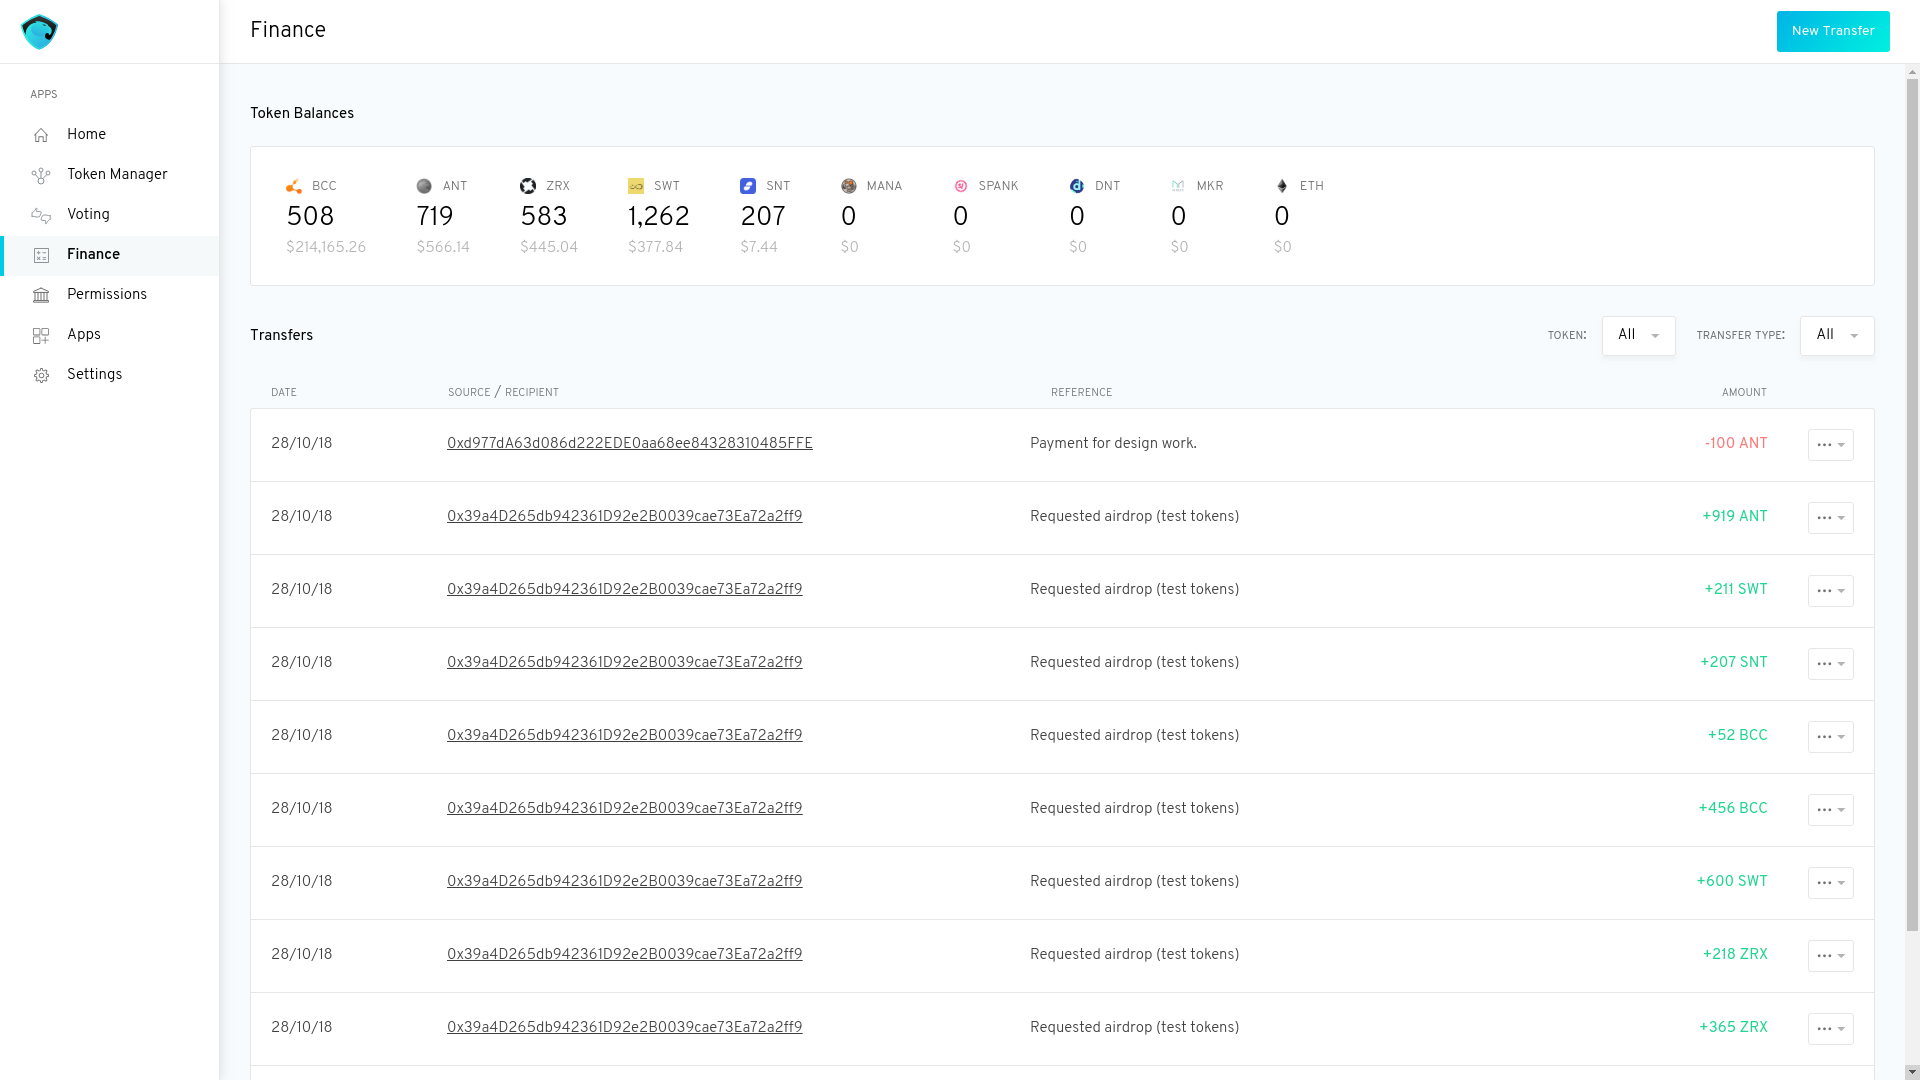 Finance
New Transfer
APPS
Home
Token Manager
Voting
Finance
Permissions
Apps
Settings
Token Balances
BCC ANT ZRX SWT SNT MANA SPANK DNT MKR ETH
508 719 583 1,262 207 0 0 0 0 0
$214,165.26 $566.14 $445.04 $377.84 $7.44 $0 $0 $0 $0 $0
Transfers TOKEN: All TRANSFER TYPE: All
DATE SOURCE / RECIPIENT REFERENCE AMOUNT
28/10/18 0xd977dA63d086d222EDE0aa68ee84328310485FFE Payment for design work. -100 ANT
28/10/18 0x39a4D265db942361D92e2B0039cae73Ea72a2ff9 Requested airdrop (test tokens) +919 ANT
28/10/18 0x39a4D265db942361D92e2B0039cae73Ea72a2ff9 Requested airdrop (test tokens) +211 SWT
28/10/18 0x39a4D265db942361D92e2B0039cae73Ea72a2ff9 Requested airdrop (test tokens) +207 SNT
28/10/18 0x39a4D265db942361D92e2B0039cae73Ea72a2ff9 Requested airdrop (test tokens) +52 BCC
28/10/18 0x39a4D265db942361D92e2B0039cae73Ea72a2ff9 Requested airdrop (test tokens) +456 BCC
28/10/18 0x39a4D265db942361D92e2B0039cae73Ea72a2ff9 Requested airdrop (test tokens) +600 SWT
28/10/18 0x39a4D265db942361D92e2B0039cae73Ea72a2ff9 Requested airdrop (test tokens) +218 ZRX
28/10/18 0x39a4D265db942361D92e2B0039cae73Ea72a2ff9 Requested airdrop (test tokens) +365 ZRX